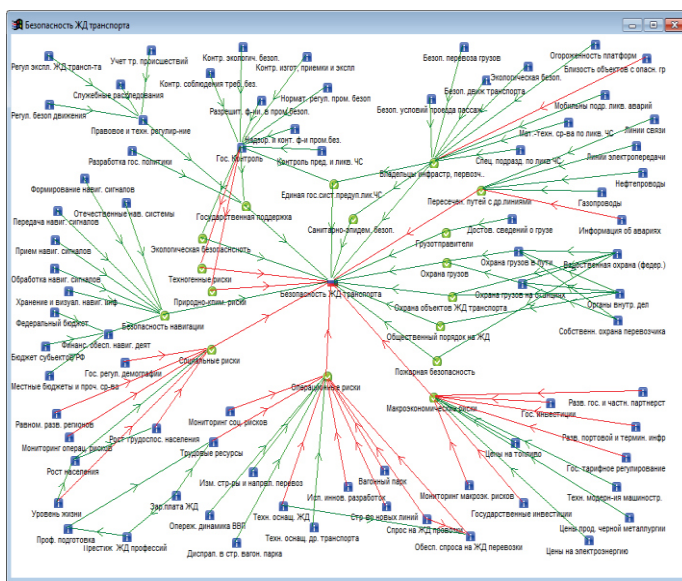 Безопасность ЖД транспорта
Регул экспл. ЖД трансп-та
Учет тр. происшествий
Контр. экологич. безоп.
Контр. изгот, приемки и экспл
Безоп. перевоза грузов
Огороженность платформ
Близость объектов с опасн. гр
Служебные расследования
Контр. соблюдения треб. без.
Экологическая безоп.
Безоп. движ транспорта
Регул. безоп движения
Разрешит. ф-ии, в пром.безоп.
Нормат. регул. пром. безоп
Безоп. условий проезда пассаж.
Мобильны подр. ликв. аварий
Правовое и техн. регулир-ние
Надзор. и конт. ф-и пром.без.
Мат. -техн. ср-ва по ликв. ЧС
Линии связи
Разработка гос. политики
Гос. Контроль
Контроль пред. и ликв. ЧС
Владельцы инфрастр, перевозч..
Спец. подразд. по ликв ЧС
Линии электропередачи
Нефтепроводы
Формирование навиг. сигналов
Единая гос.сист.предуп.лик.ЧС
Пересечен. путей с др.линиями
Газопроводы
Отечественные нав. системы
Государственная поддержка
Передача навиг. сигналов
Санитарно-эпидем. безоп.
Достов. сведений о грузе
Информация об авариях
Прием навиг. сигналов
Экологическая безопасность
Грузотправители
Охрана грузов в пути
Ведоственная охрана (федер.)
Обработка навиг. сигналов
Техногенные риски
Охрана грузов
Хранение и визуал. навиг. инф
Природно-клим. риски
Безопасность ЖД транспорта
Охрана грузов на станциях
Органы внутр. дел
Охрана объектов ЖД транспорта
Федеральный бюджет
Безопасность навигации
Общественный порядок на ЖД
Собственн. охрана перевозчика
Финанс. обесп. навиг. деят
Бюджет субъектов РФ
Социальные риски
Пожарная безопасность
Гос. регул. демографии
Местные бюджеты и проч. ср-ва
Операционные риски
Макроэкономические риски
Разв. гос. и частн. партнерст
Равном. разв. регионов
Мониторинг соц. рисков
Гос. инвестиции
Мониторинг операц. рисков
Рост трудоспос. населения
Разв. портовой и термин. инфр
Трудовые ресурсы
Цены на топливо
Рост населения
Вагонный парк
Гос. тарифное регулирование
Изм. стр-ры и напрвл. перевоз
Мониторинг макроэк. рисков
Техн. модерн-ия машиностр.
Исп. иннов. разработок
Уровень жизни
Зар.плата ЖД
Техн. оснащ. ЖД
Стр-во новых линий
Государственные инвестиции
Опереж. динамика ВВП
Цены прод. черной металлургии
Проф. подготовка
Престиж ЖД профессий
Техн. оснащ. др. транспорта
Спрос на ЖД провозки
Диспрап. в стр. вагон. парка
Обесп. спроса на ЖД перевозки
Цены на электроэнергию